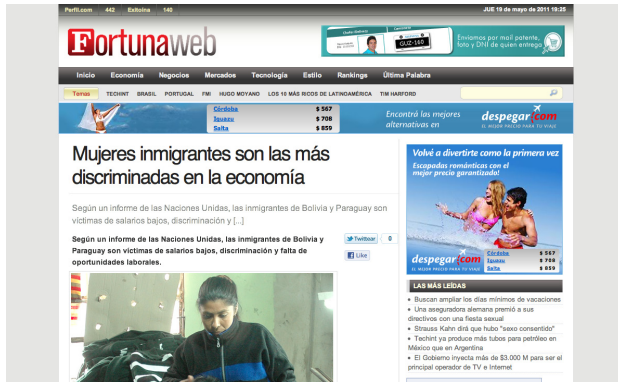 Perfil.com 442 Exitoina 140 JUE 19 de mayo de 2011 19:25
Fortunaweb
GUZ-160
Enviamos por mail patente,
foto y DNI de quien entrego
Inicio Economía Negocios Mercados Tecnología Estilo Rankings Última Palabra
Temas TECHINT BRASIL PORTUGAL FMI HUGO MOYANO LOS 10 MÁS RICOS DE LATINOAMÉRICA TIM HARFORD
Córdoba $ 567
Iguazu $ 708
Salta $ 859
Encontrá las mejores
alternativas en
despegar.com
EL MEJOR PRECIO PARA TU VIAJE
Mujeres inmigrantes son las más
discriminadas en la economía
Según un informe de las Naciones Unidas, las inmigrantes de Bolivia y Paraguay son
víctimas de salarios bajos, discriminación y [...]
Según un informe de las Naciones Unidas, las inmigrantes de Bolivia y
Paraguay son víctimas de salarios bajos, discriminación y falta de
oportunidades laborales.
Twittear 0
Like
Volvé a divertirte como la primera vez
Escapadas románticas con el
mejor precio garantizado!
despegar.com
EL MEJOR PRECIO PARA TU VIAJE
Córdoba $ 567
Iguazu $ 708
Salta $ 859
LAS MÁS LEÍDAS
Buscan ampliar los días mínimos de vacaciones
Una aseguradora alemana premió a sus
directivos con una fiesta sexual
Strauss Kahn dirá que hubo "sexo consentido"
Techint ya produce más tubos para petróleo en
México que en Argentina
El Gobierno inyecta más de $3.000 M para ser el
principal operador de TV e Internet